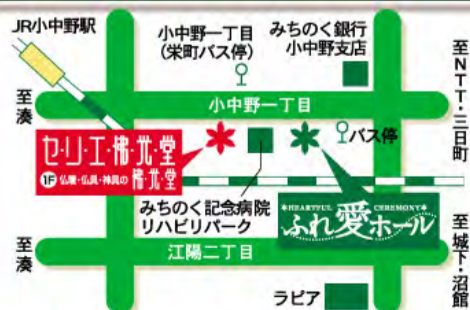 JR小中野駅
小中野一丁目
(栄町バス停)
みちのく銀行
小中野支店
至湊
小中野一丁目
至NTT・三日町
セ・リ・エ・佛・光・堂
1F 仏壇・仏具・神具の 佛・光・堂
バス停
みちのく記念病院
リハビリパーク
HEARTFUL CEREMONY
ふれ愛ホール
至湊
江陽二丁目
至城下・沼館
ラピア